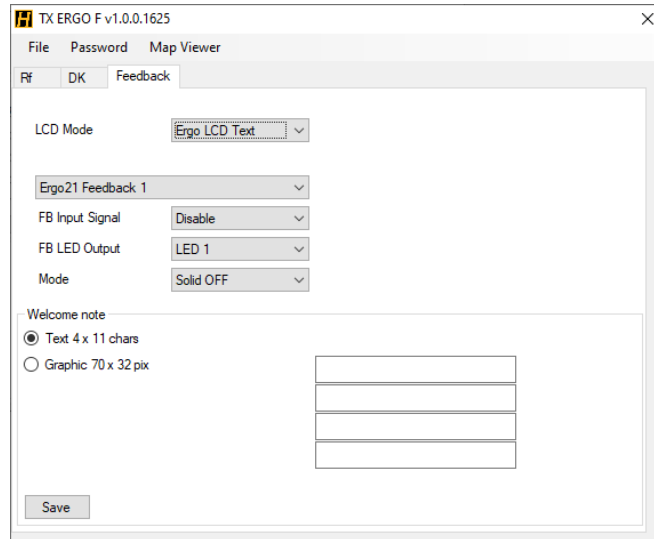 TX ERGO F v1.0.0.1625
File Password Map Viewer
Rf DK Feedback
LCD Mode Ergo LCD Text
Ergo21 Feedback 1
FB Input Signal Disable
FB LED Output LED 1
Mode Solid OFF
Welcome note
Text 4 x 11 chars
Graphic 70 x 32 pix
Save